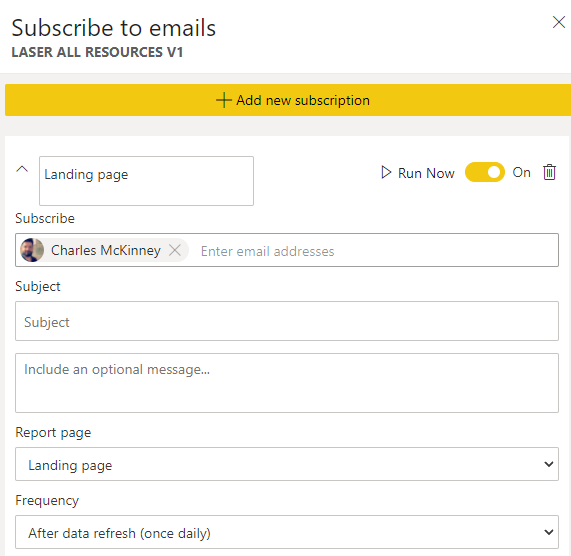 Subscribe to emails
LASER ALL RESOURCES V1
Add new subscription
Landing page
Run Now
On
Subscribe
Charles McKinney
Enter email addresses
Subject
Subject
Include an optional message...
Report page
Landing page
Frequency
After data refresh (once daily)